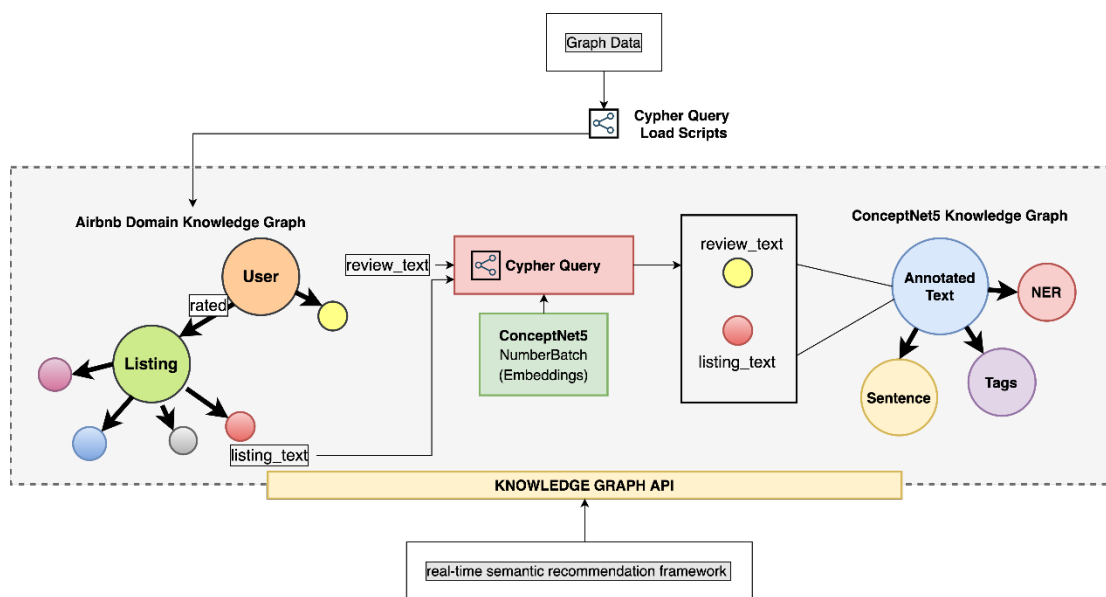 Graph Data
Cypher Query
Load Scripts
Airbnb Domain Knowledge Graph
User
rated
Listing
listing_text
review_text
Cypher Query
ConceptNet5
NumberBatch
(Embeddings)
review_text
listing_text
ConceptNet5 Knowledge Graph
Annotated
Text
NER
Tags
Sentence
KNOWLEDGE GRAPH API
real-time semantic recommendation framework